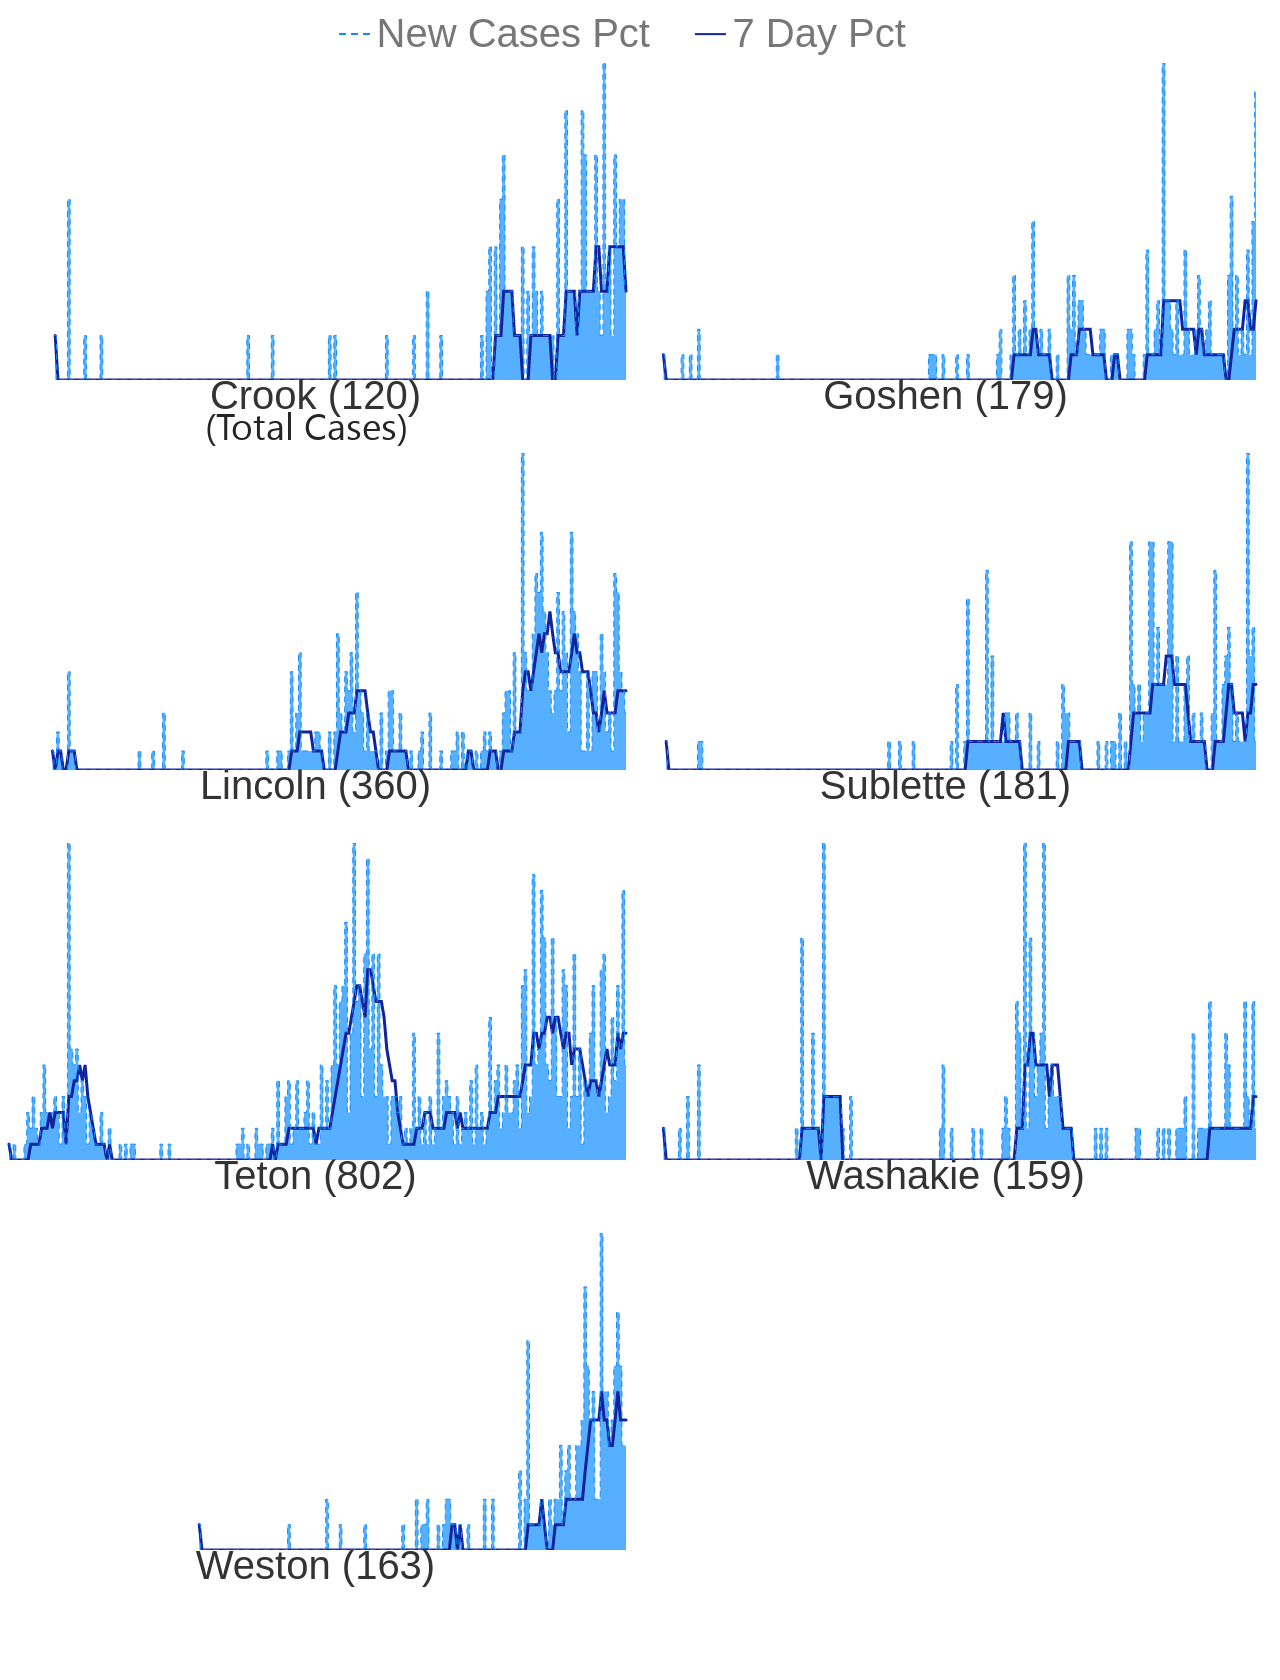 New Cases Pct 7 Day Pct
Crook (120) Goshen (179)
(Total Cases)
Lincoln (360) Sublette (181)
Teton (802) Washakie (159)
Weston (163)